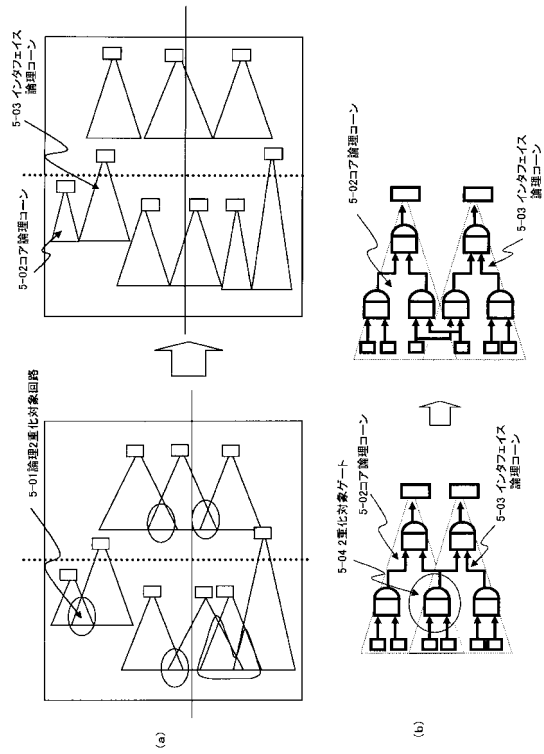 5-01論理2重化対象回路
5-02コア論理コーン
5-03 インタフェイス
論理コーン
(a)
5-04 2重化対象ゲート
5-02コア論理コーン
5-03 インタフェイス
論理コーン
5-02コア論理コーン
5-03 インタフェイス
論理コーン
(b)